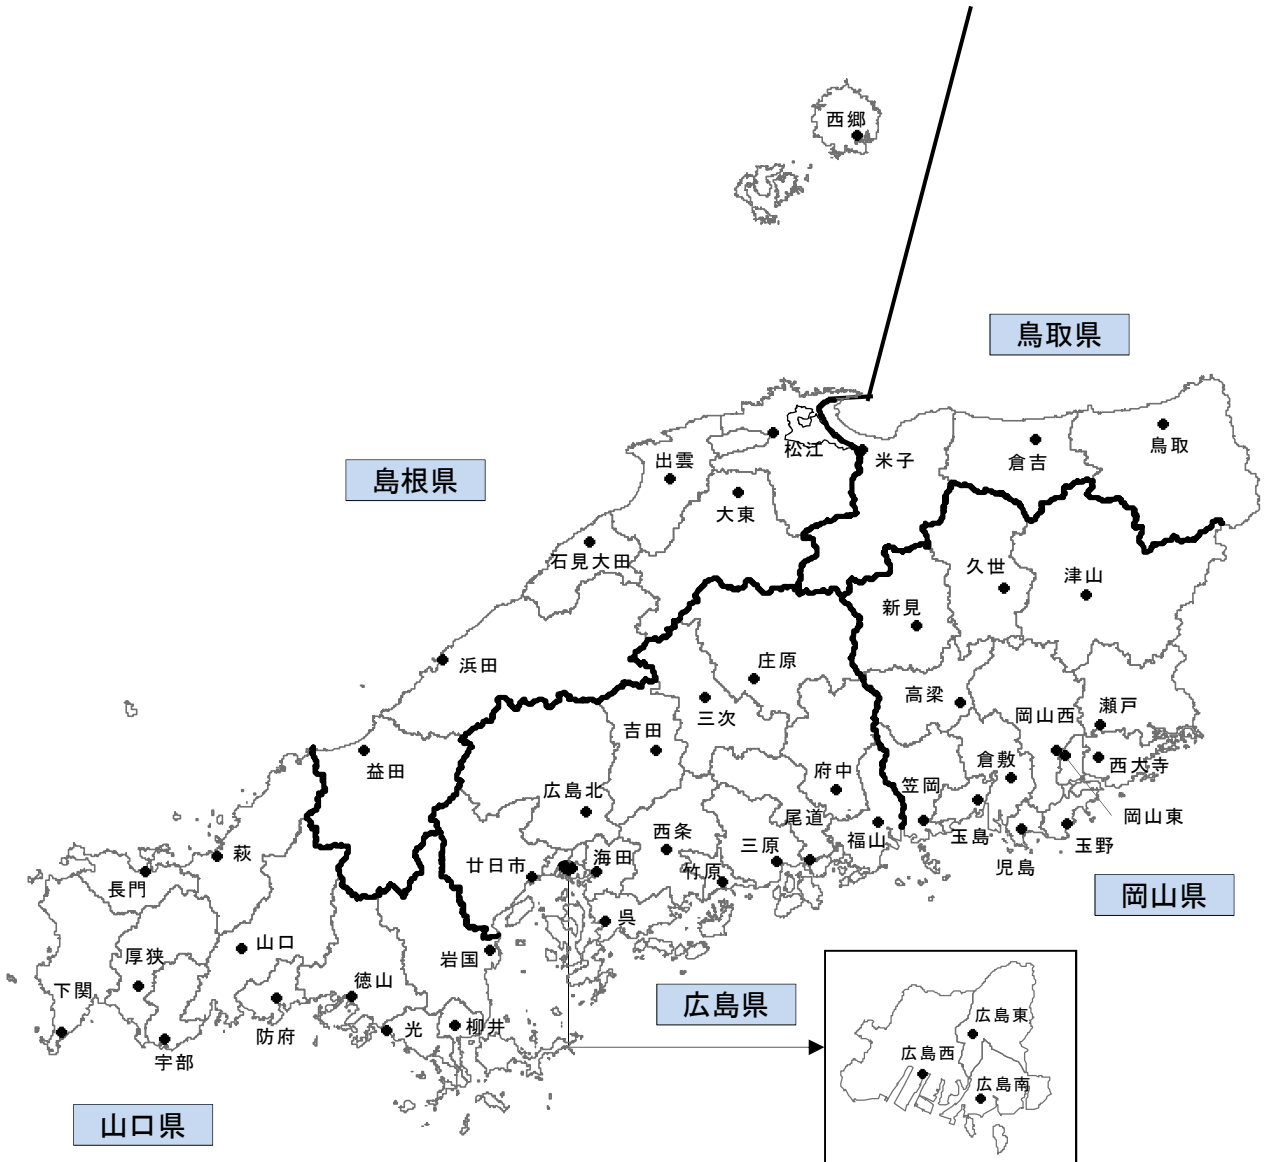 西郷
鳥取県
島根県
松江
米子
倉吉
鳥取
出雲
大東
石見大田
久世
津山
新見
浜田
庄原
高梁
三次
岡山西
瀬戸
吉田
益田
倉敷
西大寺
府中
笠岡
広島北
尾道
岡山東
西条
福山
玉島
玉野
三原
萩
海田
廿日市
竹原
児島
長門
岡山県
呉
山口
岩国
厚狭
徳山
下関
広島県
防府
光
柳井
宇部
広島東
広島西
広島南
山口県